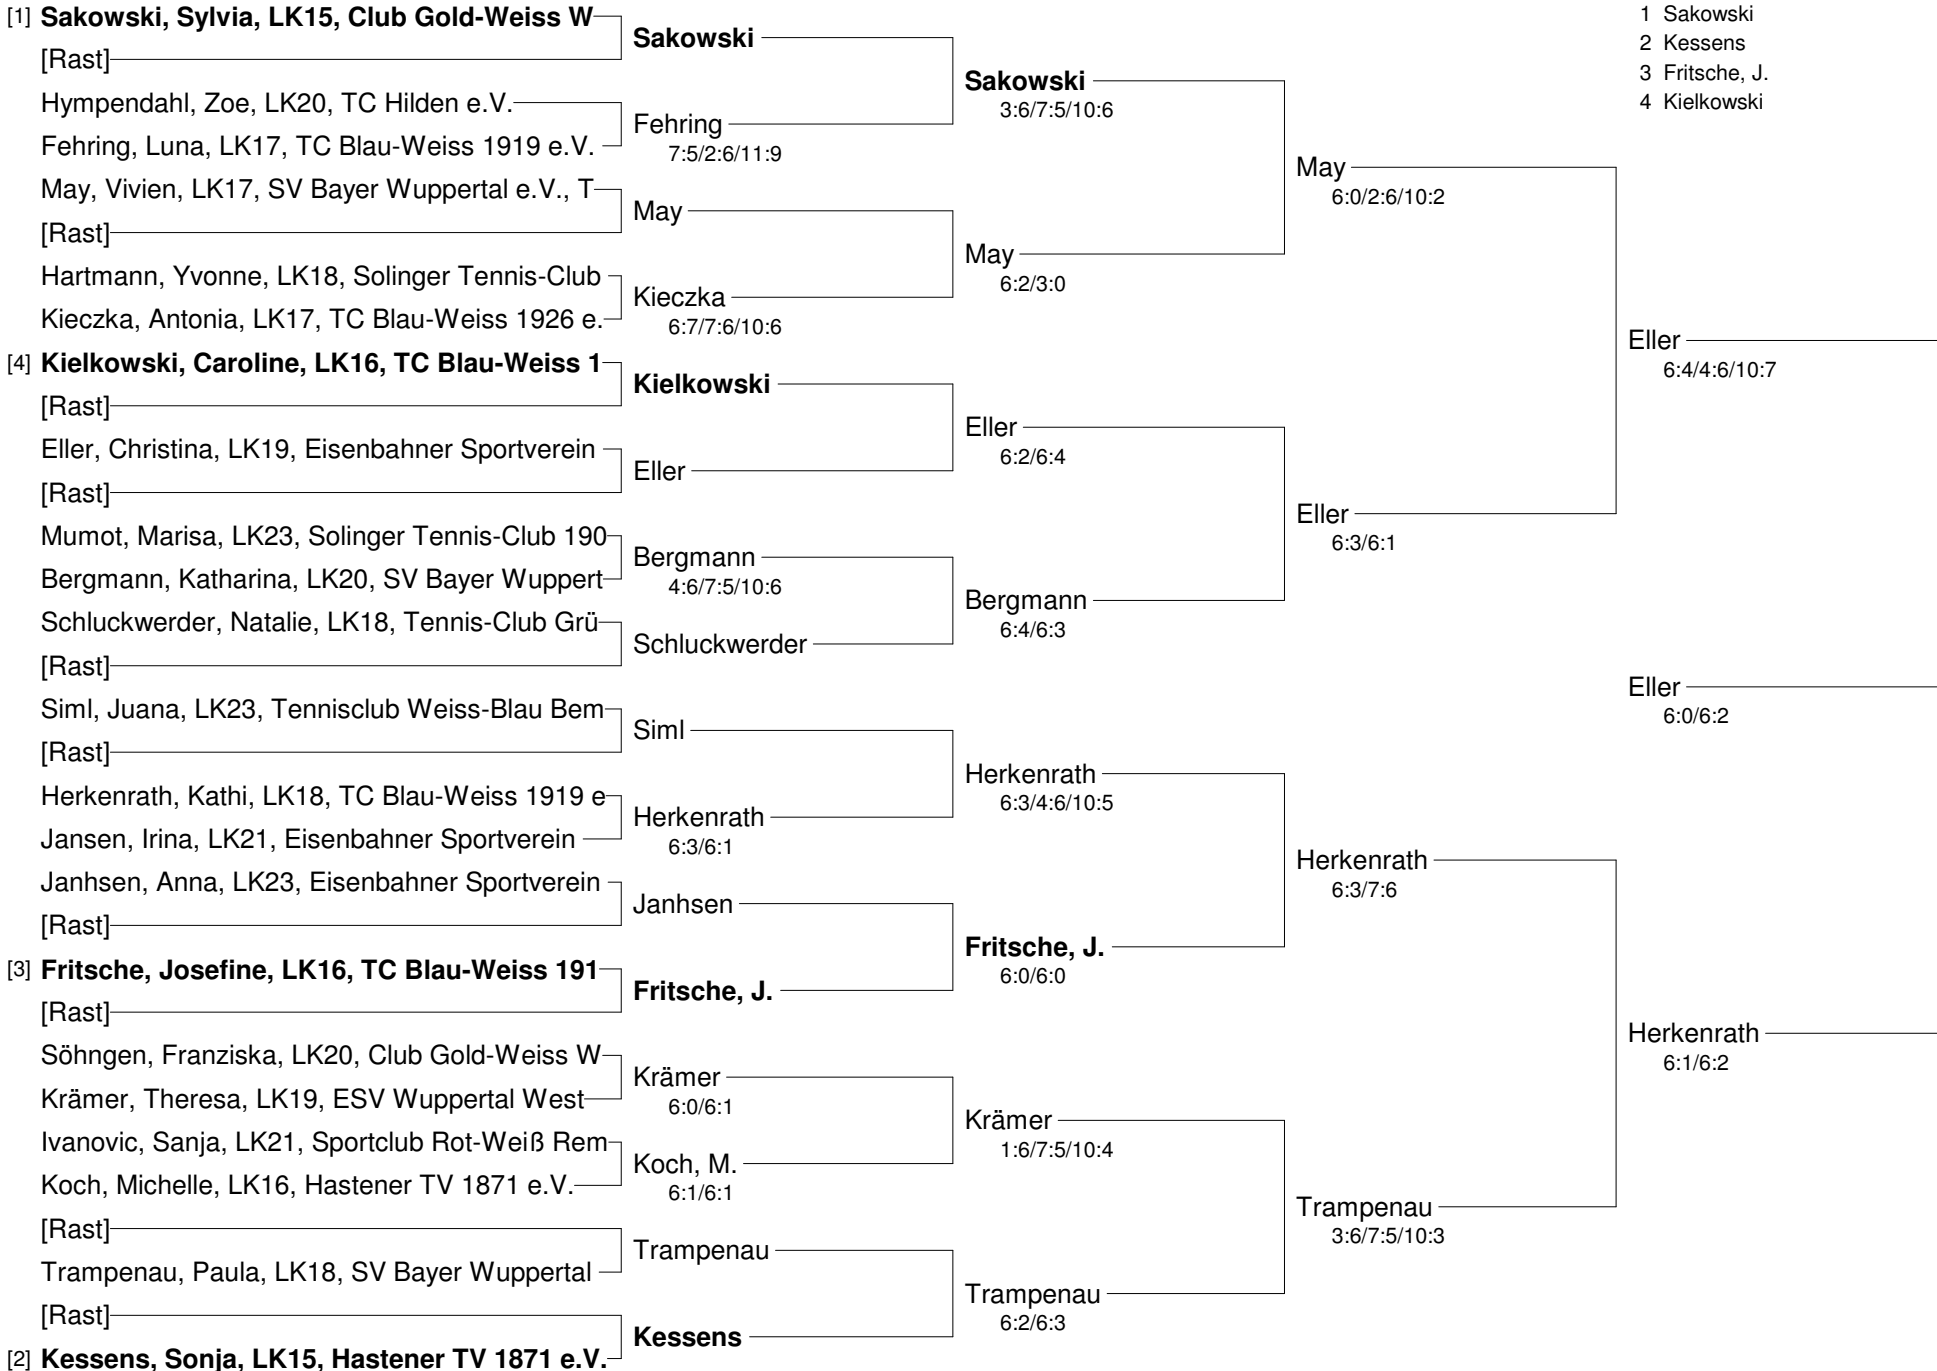 [1] Sakowski, Sylvia, LK15, Club Gold-Weiss W
[Rast]
Hympendahl, Zoe, LK20, TC Hilden e.V.
Fehring, Luna, LK17, TC Blau-Weiss 1919 e.V.
May, Vivien, LK17, SV Bayer Wuppertal e.V., T
[Rast]
Hartmann, Yvonne, LK18, Solinger Tennis-Club
Kieczka, Antonia, LK17, TC Blau-Weiss 1926 e.
[4] Kielkowski, Caroline, LK16, TC Blau-Weiss 1
[Rast]
Eller, Christina, LK19, Eisenbahner Sportverein
[Rast]
Mumot, Marisa, LK23, Solinger Tennis-Club 190
Bergmann, Katharina, LK20, SV Bayer Wuppert
Schluckwerder, Natalie, LK18, Tennis-Club Grü
[Rast]
Siml, Juana, LK23, Tennisclub Weiss-Blau Bem
[Rast]
Herkenrath, Kathi, LK18, TC Blau-Weiss 1919 e
Jansen, Irina, LK21, Eisenbahner Sportverein
Janhsen, Anna, LK23, Eisenbahner Sportverein
[Rast]
[3] Fritsche, Josefine, LK16, TC Blau-Weiss 191
[Rast]
Söhngen, Franziska, LK20, Club Gold-Weiss W
Krämer, Theresa, LK19, ESV Wuppertal West
Ivanovic, Sanja, LK21, Sportclub Rot-Weiß Rem
Koch, Michelle, LK16, Hastener TV 1871 e.V.
[Rast]
Trampenau, Paula, LK18, SV Bayer Wuppertal
[Rast]
[2] Kessens, Sonja, LK15, Hastener TV 1871 e.V.
Sakowski
Fehring
7:5/2:6/11:9
May
Kieczka
6:7/7:6/10:6
Kielkowski
Eller
Bergmann
4:6/7:5/10:6
Schluckwerder
Siml
Herkenrath
6:3/6:1
Janhsen
Fritsche, J.
Krämer
6:0/6:1
Koch, M.
6:1/6:1
Trampenau
Kessens
Sakowski
3:6/7:5/10:6
May
6:2/3:0
Eller
6:2/6:4
Bergmann
6:4/6:3
Herkenrath
6:3/4:6/10:5
Fritsche, J.
6:0/6:0
Krämer
1:6/7:5/10:4
Trampenau
6:2/6:3
May
6:0/2:6/10:2
Eller
6:3/6:1
Herkenrath
6:3/7:6
Trampenau
3:6/7:5/10:3
1 Sakowski
2 Kessens
3 Fritsche, J.
4 Kielkowski
Eller
6:4/4:6/10:7
Eller
6:0/6:2
Herkenrath
6:1/6:2